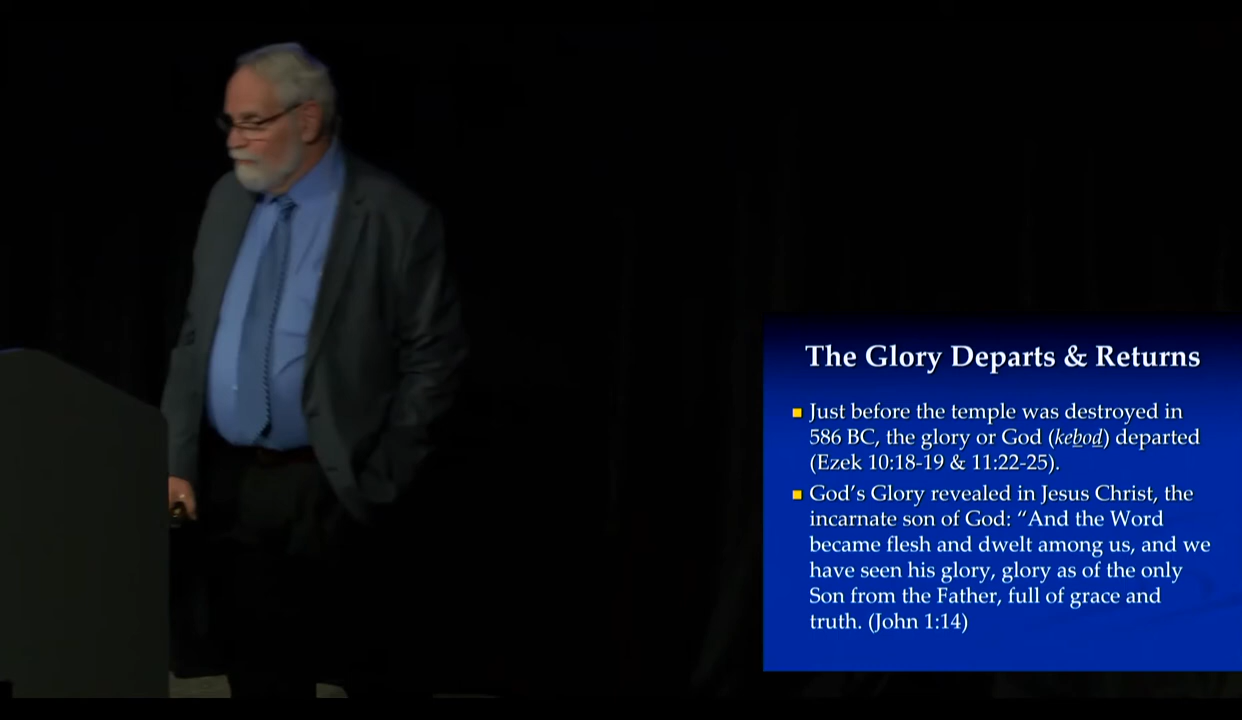 The Glory Departs & Returns
Just before the temple was destroyed in
586 BC, the glory or God (kebod) departed
(Ezek 10:18-19 & 11:22-25).
God's Glory revealed in Jesus Christ, the
incarnate son of God: “And the Word
became flesh and dwelt among us, and we
have seen his glory, glory as of the only
Son from the Father, full of grace and
truth. (John 1:14)